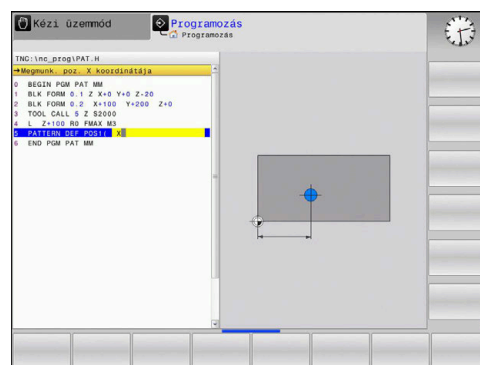 Kézi üzemmód
Programozás
Programozás
TNC:\nc_prog\PAT.H
→Megmunk. poz. X koordinátája
0 BEGIN PGM PAT MM
1 BLK FORM 0.1 Z X+0 Y+0 Z-20
2 BLK FORM 0.2 X+100 Y+200 Z+0
3 TOOL CALL 5 Z S2000
4 L Z+100 R0 FMAX M3
5 PATTERN DEF POS1( X
6 END PGM PAT MM